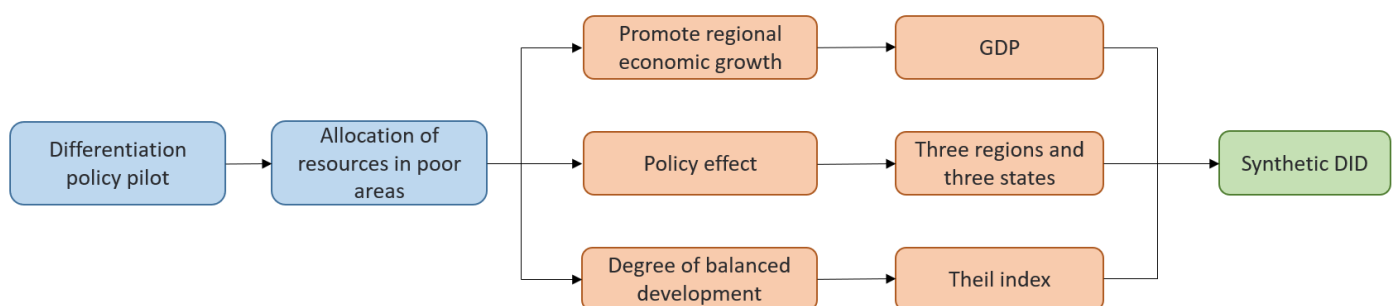 Differentiation
policy pilot
Allocation of
resources in poor
areas
Promote regional
economic growth
GDP
Policy effect
Three regions and
three states
Degree of balanced
development
Theil index
Synthetic DID